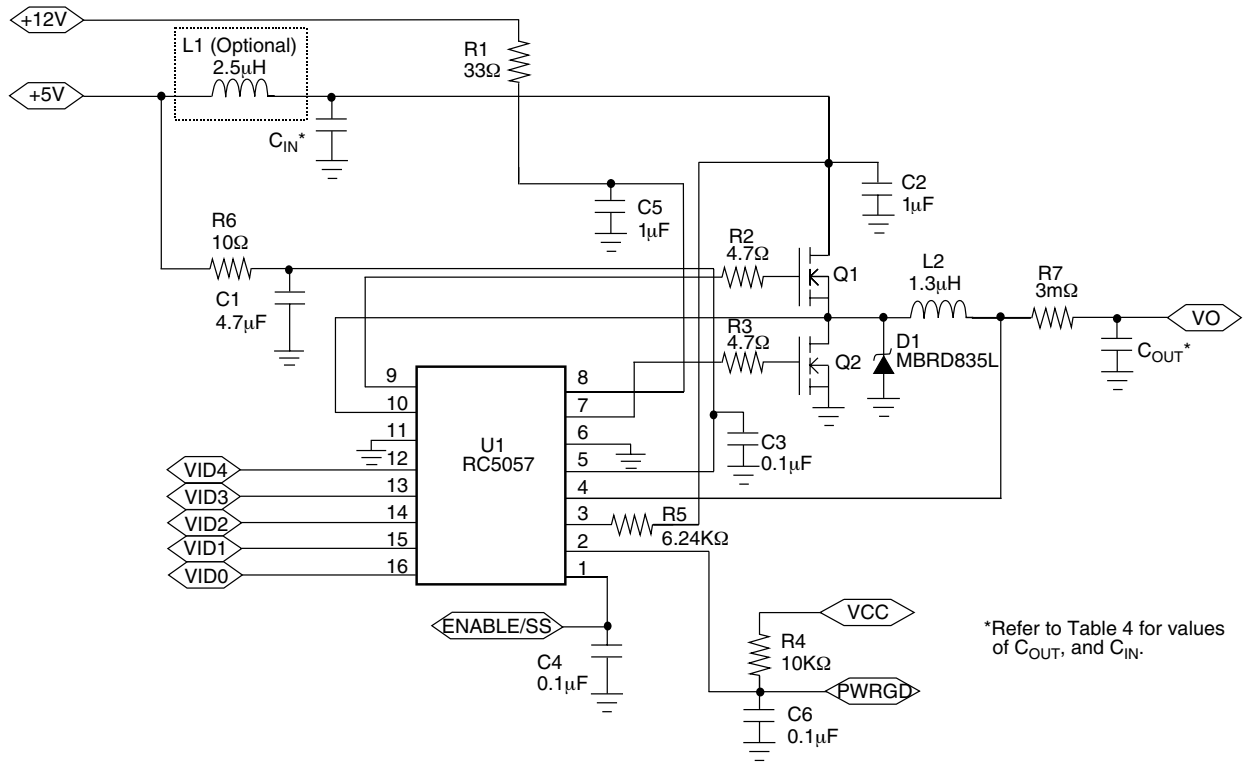 +12V
L1 (Optional)
2.5µH
R1
33Ω
+5V
C_IN*
C2
1µF
C5
1µF
R6
10Ω
R2
4.7Ω
Q1
L2
1.3µH
R7
3mΩ
C1
4.7µF
VO
R3
4.7Ω
D1
MBRD835L
Q2
C_OUT*
9
8
10
7
11
6
U1
RC5057
C3
0.1µF
VID4
12
5
VID3
13
4
VID2
14
3
R5
6.24KΩ
VID1
15
2
VID0
16
1
VCC
ENABLE/SS
R4
10KΩ
*Refer to Table 4 for values
of C_OUT, and C_IN.
C4
0.1µF
PWRGD
C6
0.1µF